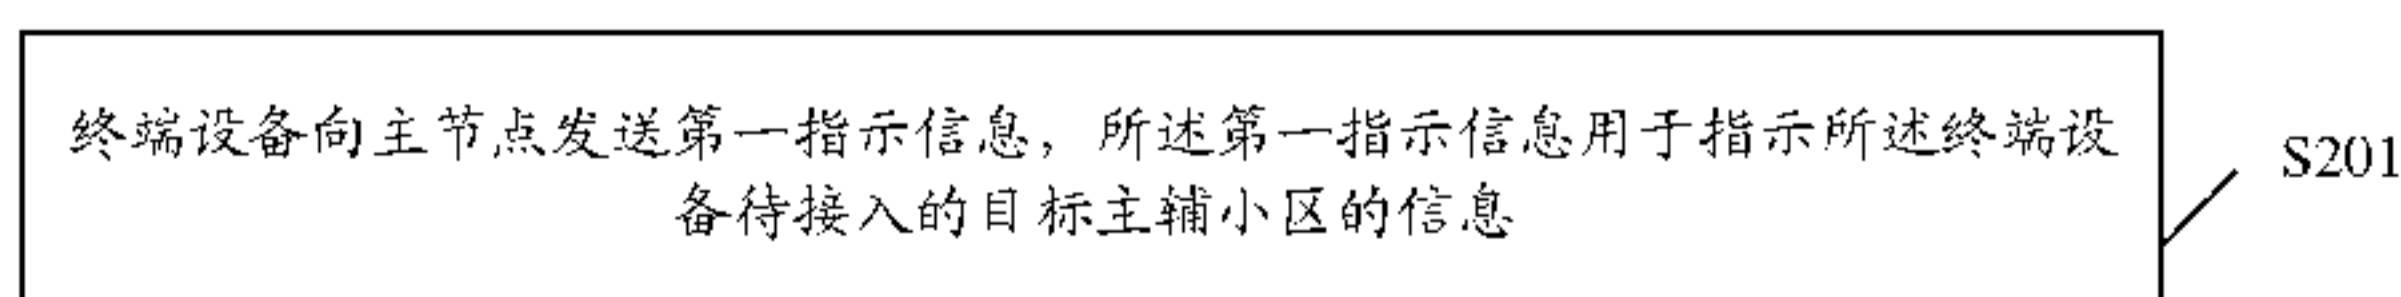 终端设备向主节点发送第一指示信息，所述第一指示信息用于指示所述终端设
备待接入的目标主辅小区的信息
S201